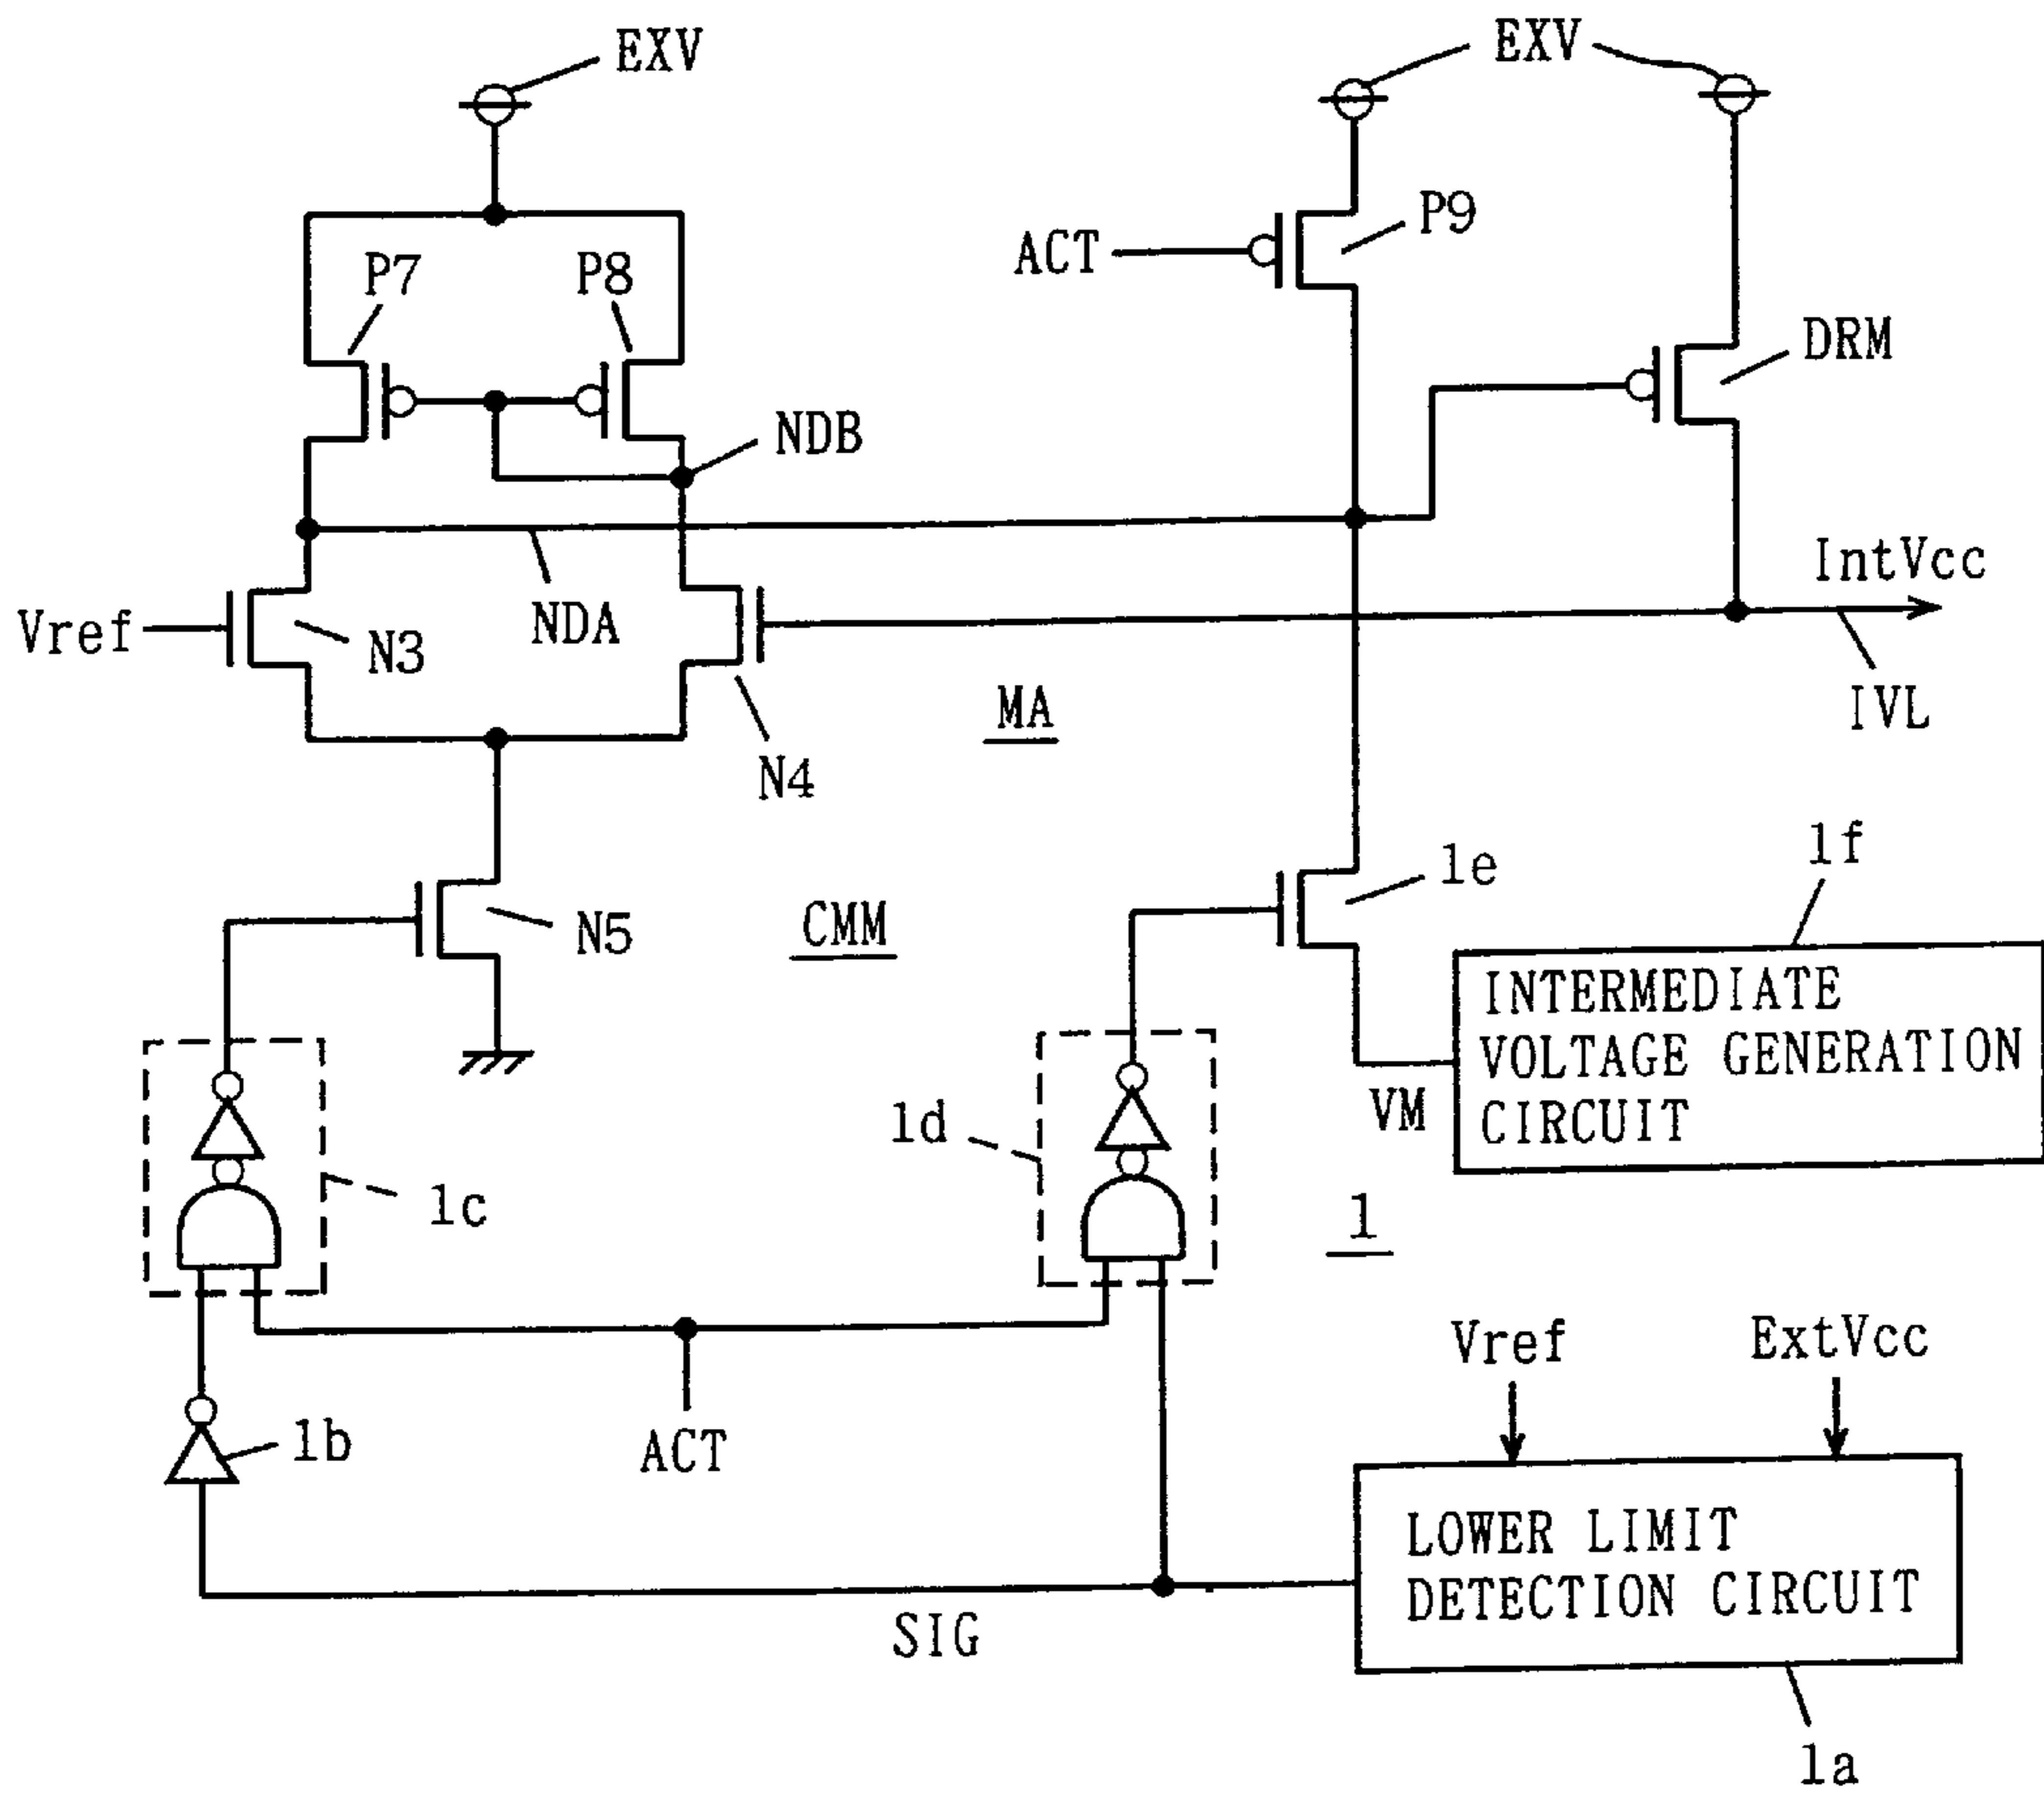 EXV
EXV
P7
P8
ACT
P9
DRM
NDB
IntVcc
Vref
N3
NDA
MA
IVL
N4
1f
1e
N5
CMM
INTERMEDIATE
VOLTAGE GENERATION
CIRCUIT
VM
1d
1c
1
Vref
ExtVcc
1b
ACT
LOWER LIMIT
DETECTION CIRCUIT
SIG
1a